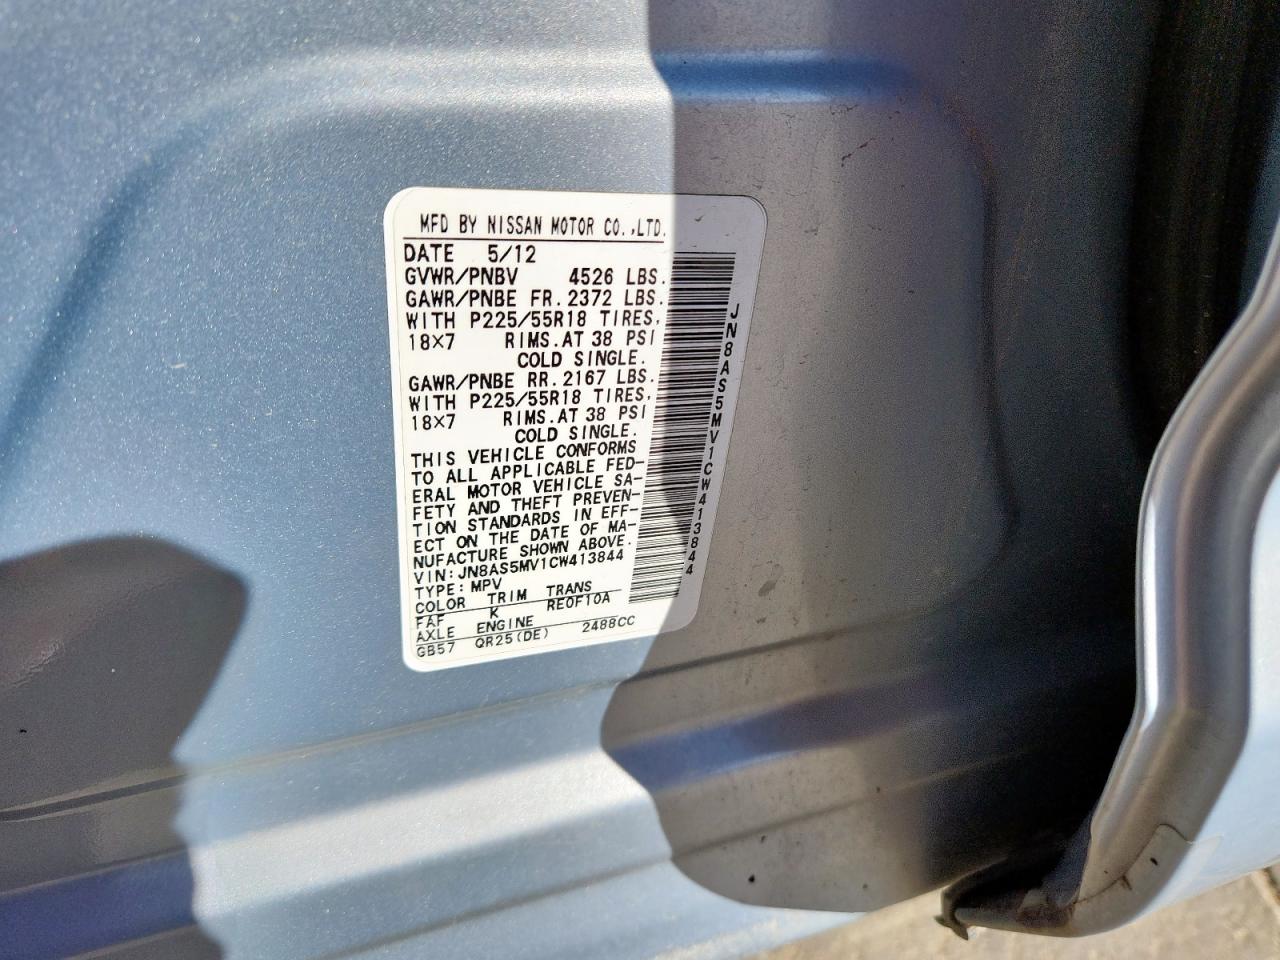 MFD BY NISSAN MOTOR CO.,LTD.
DATE 5/12
GVWR/PNBV 4526 LBS.
GAWR/PNBE FR. 2372 LBS.
WITH P225/55R18 TIRES,
18×7 RIMS.AT 38 PSI
COLD SINGLE.
GAWR/PNBE RR. 2167 LBS.
WITH P225/55R18 TIRES,
18×7 RIMS.AT 38 PSI
COLD SINGLE.
THIS VEHICLE CONFORMS
TO ALL APPLICABLE FED-
ERAL MOTOR VEHICLE SA-
FETY AND THEFT PREVEN-
TION STANDARDS IN EFF-
ECT ON THE DATE OF MA-
NUFACTURE SHOWN ABOVE.
VIN:JN8AS5MV1CW413844
TYPE:MPV
COLOR TRIM TRANS
FAF K RE0F10A
AXLE ENGINE
GB57 QR25(DE) 2488CC
JN8AS5MV1CW413844